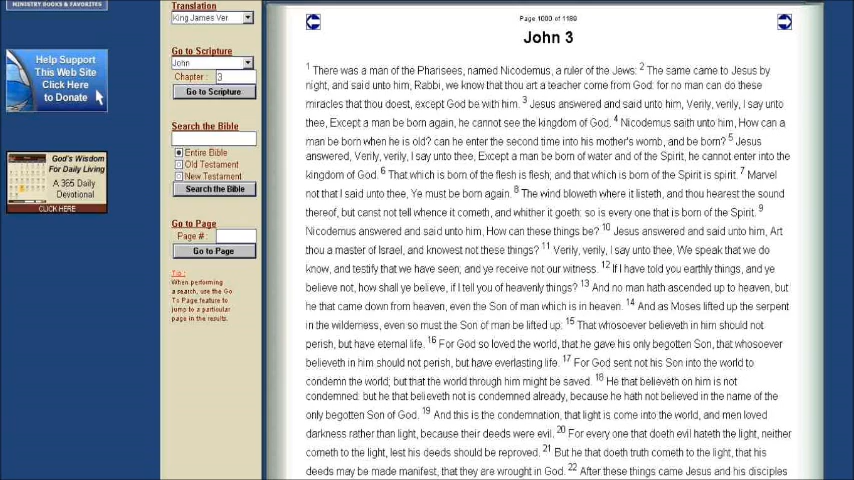 MINISTRY BOOKS & FAVORITES
Help Support
This Web Site
Click Here
to Donate
God's Wisdom
For Daily Living
A 365 Daily
Devotional
CLICK HERE
Translation
King James Ver
Go to Scripture
John
Chapter : 3
Go to Scripture
Search the Bible
Entire Bible
Old Testament
New Testament
Search the Bible
Go to Page
Page #:
Go to Page
Tip :
When performing
a search, use the Go
To Page feature to
jump to a particular
page in the results.
Page 1000 of 1189
John 3
1 There was a man of the Pharisees, named Nicodemus, a ruler of the Jews: 2 The same came to Jesus by
night, and said unto him, Rabbi, we know that thou art a teacher come from God: for no man can do these
miracles that thou doest, except God be with him. 3 Jesus answered and said unto him, Verily, verily, I say unto
thee, Except a man be born again, he cannot see the kingdom of God. 4 Nicodemus saith unto him, How can a
man be born when he is old? can he enter the second time into his mother's womb, and be born? 5 Jesus
answered, Verily, verily, I say unto thee, Except a man be born of water and of the Spirit, he cannot enter into the
kingdom of God. 6 That which is born of the flesh is flesh; and that which is born of the Spirit is spirit. 7 Marvel
not that I said unto thee, Ye must be born again. 8 The wind bloweth where it listeth, and thou hearest the sound
thereof, but canst not tell whence it cometh, and whither it goeth: so is every one that is born of the Spirit. 9
Nicodemus answered and said unto him, How can these things be? 10 Jesus answered and said unto him, Art
thou a master of Israel, and knowest not these things? 11 Verily, verily, I say unto thee, We speak that we do
know, and testify that we have seen; and ye receive not our witness. 12 If I have told you earthly things, and ye
believe not, how shall ye believe, if I tell you of heavenly things? 13 And no man hath ascended up to heaven, but
he that came down from heaven, even the Son of man which is in heaven. 14 And as Moses lifted up the serpent
in the wilderness, even so must the Son of man be lifted up: 15 That whosoever believeth in him should not
perish, but have eternal life. 16 For God so loved the world, that he gave his only begotten Son, that whosoever
believeth in him should not perish, but have everlasting life. 17 For God sent not his Son into the world to
condemn the world; but that the world through him might be saved. 18 He that believeth on him is not
condemned: but he that believeth not is condemned already, because he hath not believed in the name of the
only begotten Son of God. 19 And this is the condemnation, that light is come into the world, and men loved
darkness rather than light, because their deeds were evil. 20 For every one that doeth evil hateth the light, neither
cometh to the light, lest his deeds should be reproved. 21 But he that doeth truth cometh to the light, that his
deeds may be made manifest, that they are wrought in God. 22 After these things came Jesus and his disciples